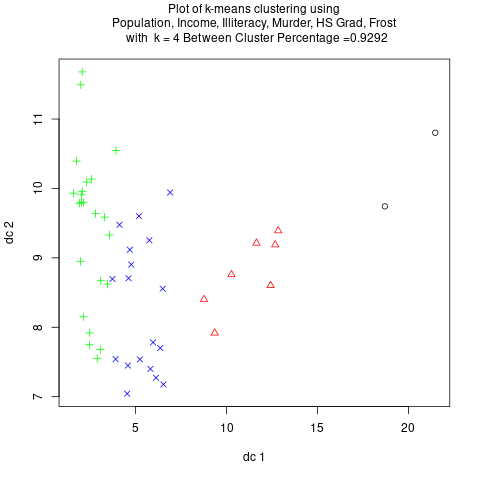 Plot of k-means clustering using
Population, Income, Illiteracy, Murder, HS Grad, Frost
with k = 4 Between Cluster Percentage =0.9292
11
10
9
8
7
dc 2
5
10
15
20
dc 1